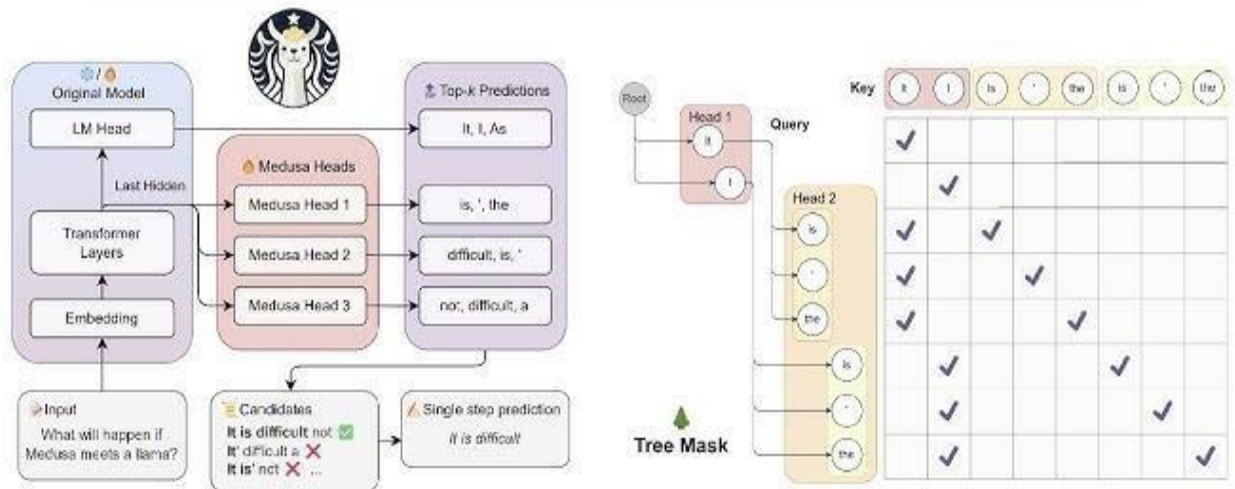 Original Model
LM Head
Last Hidden
Transformer
Layers
Embedding
Medusa Heads
Medusa Head 1
Medusa Head 2
Medusa Head 3
Top-k Predictions
It, I, As
is, ', the
difficult, is, '
not, difficult, a
Input
What will happen if
Medusa meets a llama?
Candidates
It is difficult not
It' difficult a
It is' not ...
Single step prediction
It is difficult
Root
Head 1
It
I
Query
Head 2
is
'
the
is
'
the
Tree Mask
Key
It I is ' the is ' the